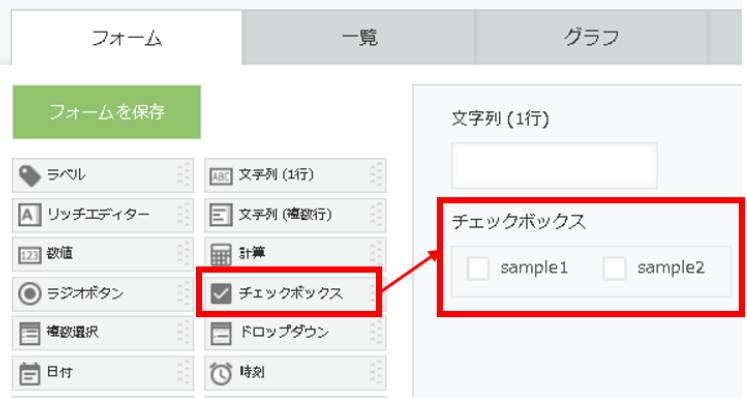 フォーム 一覧 グラフ
フォームを保存
ラベル
ABC 文字列 (1行)
A リッチエディター
文字列 (複数行)
123 数値
計算
ラジオボタン
チェックボックス
複数選択
ドロップダウン
日付
時刻
文字列 (1行)
チェックボックス
sample1 sample2